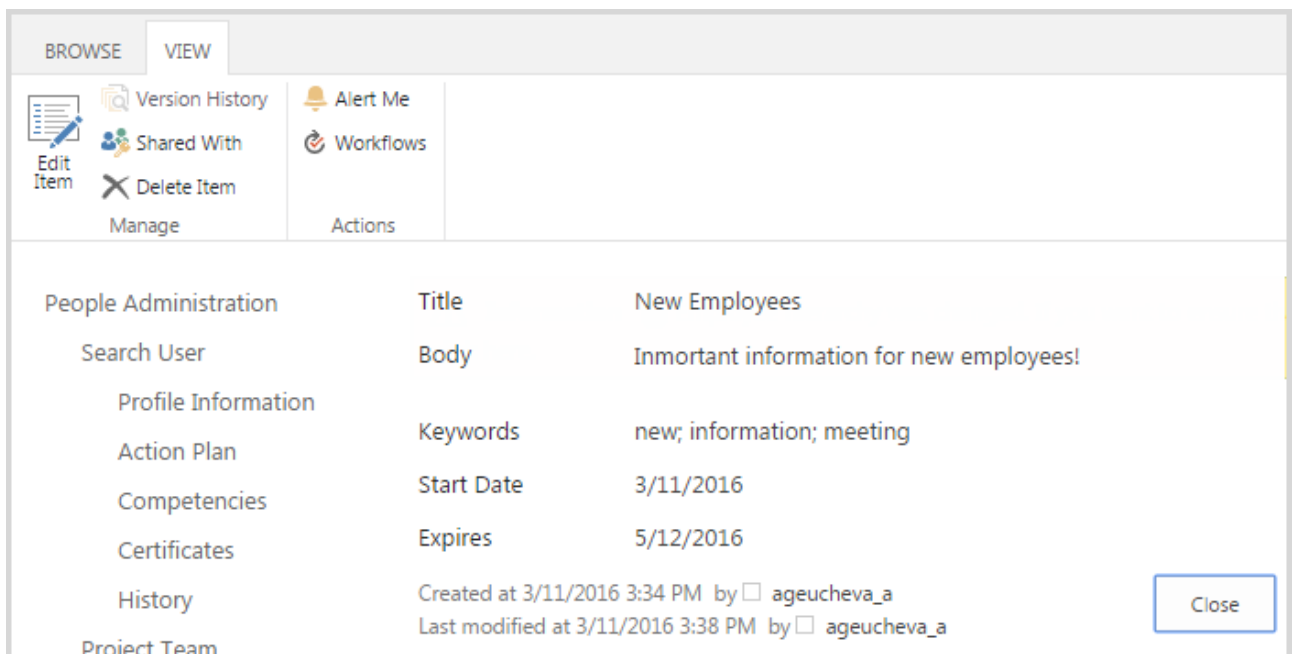 BROWSE VIEW
Version History
Shared With
Delete Item
Edit
Item
Manage
Alert Me
Workflows
Actions
People Administration
Search User
Profile Information
Action Plan
Competencies
Certificates
History
Project Team
Title New Employees
Body Inmortant information for new employees!
Keywords new; information; meeting
Start Date 3/11/2016
Expires 5/12/2016
Created at 3/11/2016 3:34 PM by ageucheva_a
Last modified at 3/11/2016 3:38 PM by ageucheva_a
Close